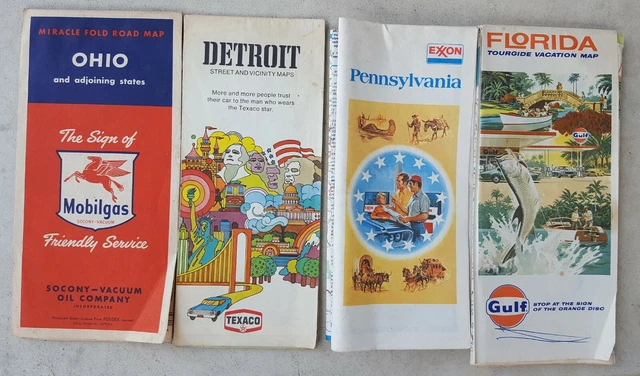 MIRACLE FOLD ROAD MAP
OHIO
and adjoining states
The Sign of
Mobilgas
SOCONY-VACUUM
Friendly Service
SOCONY-VACUUM
OIL COMPANY
INCORPORATED
DETROIT
STREET AND VICINITY MAPS
More and more people trust
their car to the man who wears
the Texaco star.
TEXACO
EXXON
Pennsylvania
FLORIDA
TOURGIDE VACATION MAP
Gulf
Gulf
STOP AT THE SIGN
OF THE ORANGE DISC